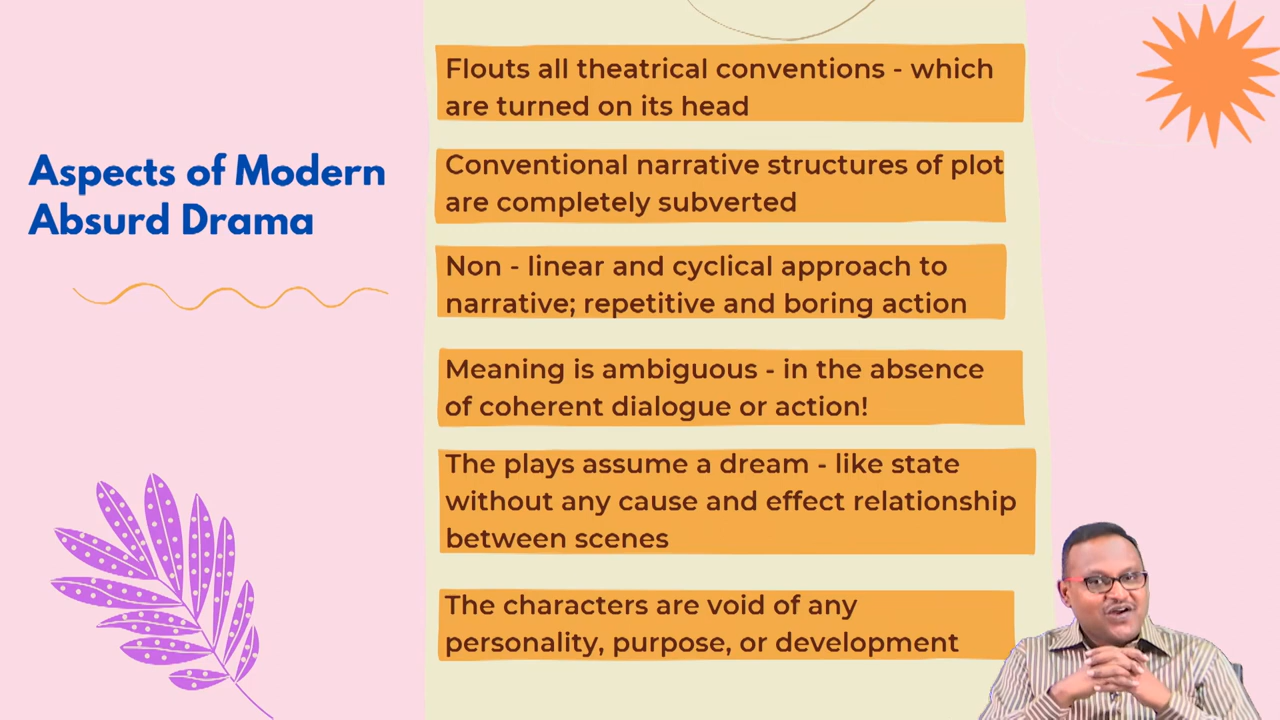 Aspects of Modern
Absurd Drama
Flouts all theatrical conventions - which
are turned on its head
Conventional narrative structures of plot
are completely subverted
Non - linear and cyclical approach to
narrative; repetitive and boring action
Meaning is ambiguous - in the absence
of coherent dialogue or action!
The plays assume a dream - like state
without any cause and effect relationship
between scenes
The characters are void of any
personality, purpose, or development